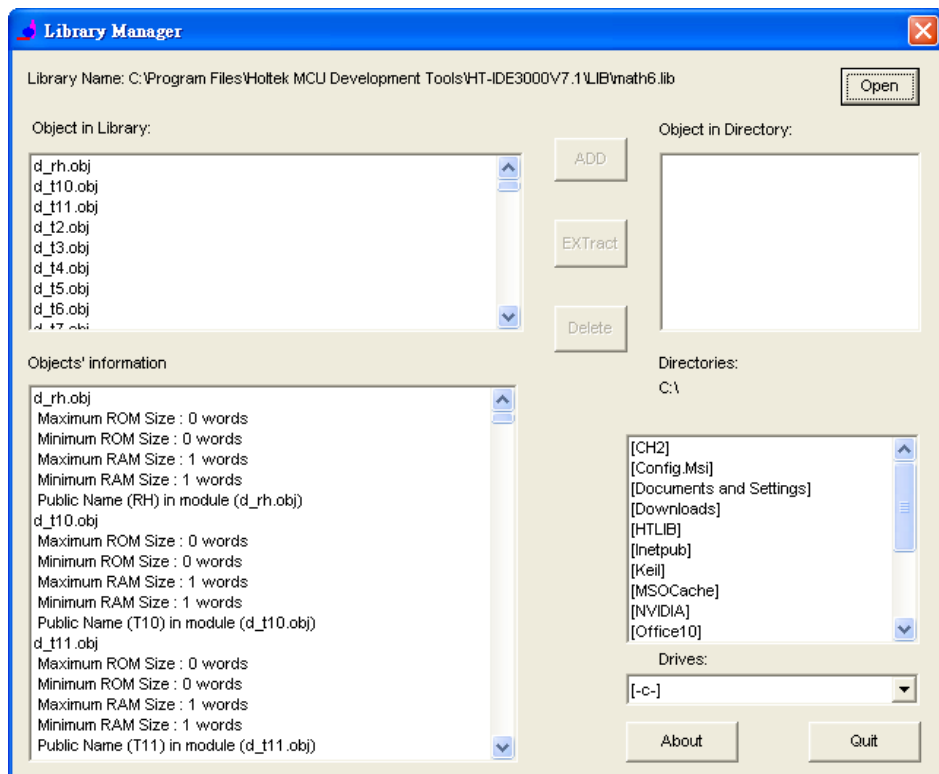 Library Manager
Library Name: C:\Program Files\Holtek MCU Development Tools\HT-IDE3000V7.1\LIB\math6.lib
Open
Object in Library:
d_rh.obj
d_t10.obj
d_t11.obj
d_t2.obj
d_t3.obj
d_t4.obj
d_t5.obj
d_t6.obj
d_t7.obj
ADD
EXTract
Delete
Object in Directory:
Objects' information
d_rh.obj
Maximum ROM Size : 0 words
Minimum ROM Size : 0 words
Maximum RAM Size : 1 words
Minimum RAM Size : 1 words
Public Name (RH) in module (d_rh.obj)
d_t10.obj
Maximum ROM Size : 0 words
Minimum ROM Size : 0 words
Maximum RAM Size : 1 words
Minimum RAM Size : 1 words
Public Name (T10) in module (d_t10.obj)
d_t11.obj
Maximum ROM Size : 0 words
Minimum ROM Size : 0 words
Maximum RAM Size : 1 words
Minimum RAM Size : 1 words
Public Name (T11) in module (d_t11.obj)
Directories:
C:\
[CH2]
[Config.Msi]
[Documents and Settings]
[Downloads]
[HTLIB]
[Inetpub]
[Keil]
[MSOCache]
[NVIDIA]
[Office10]
Drives:
[-c-]
About
Quit